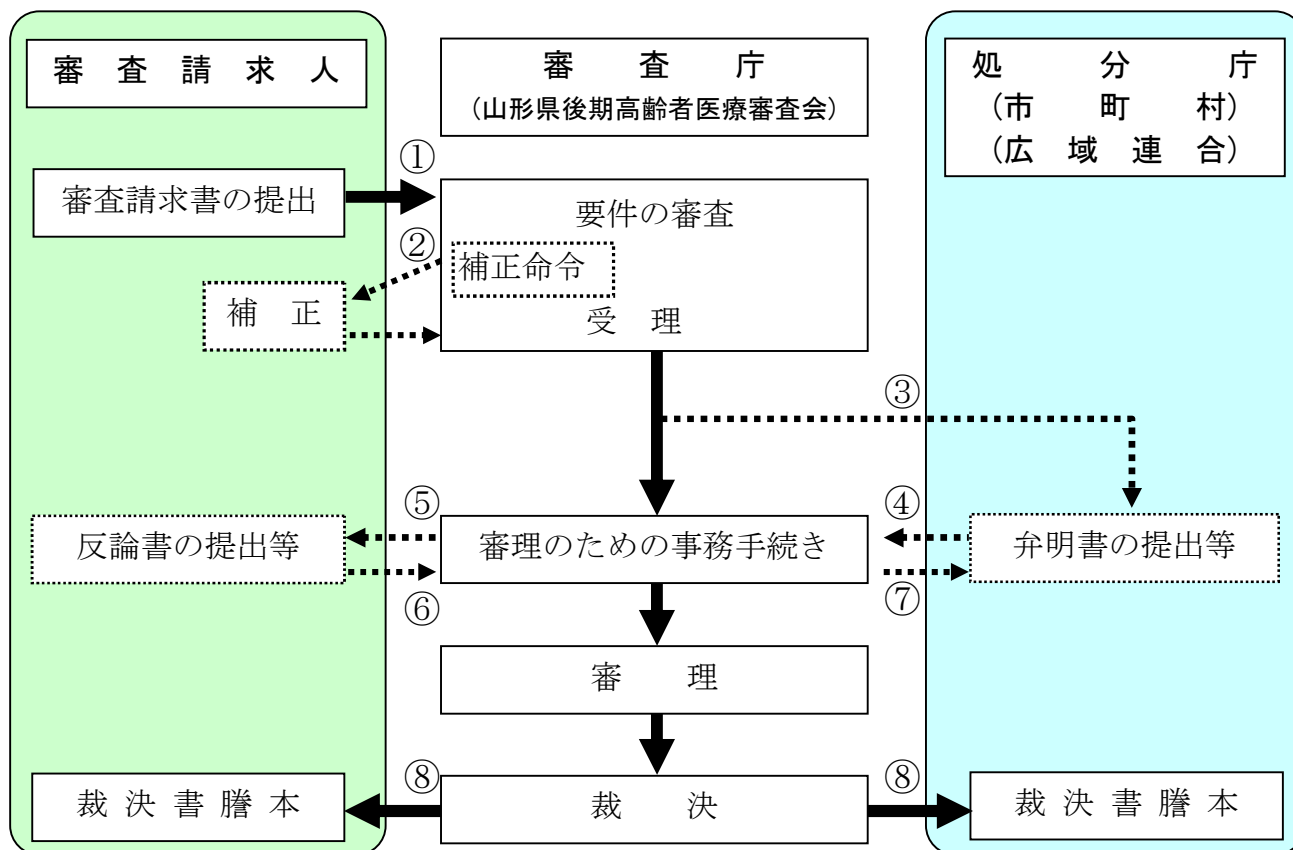 審査請求人
審査庁
(山形県後期高齢者医療審査会)
処分庁
(市町村)
(広域連合)
①
審査請求書の提出
要件の審査
②
補正命令
補正
受理
③
⑤
④
反論書の提出等
審理のための事務手続き
弁明書の提出等
⑥
⑦
審理
⑧
⑧
裁決書謄本
裁決
裁決書謄本